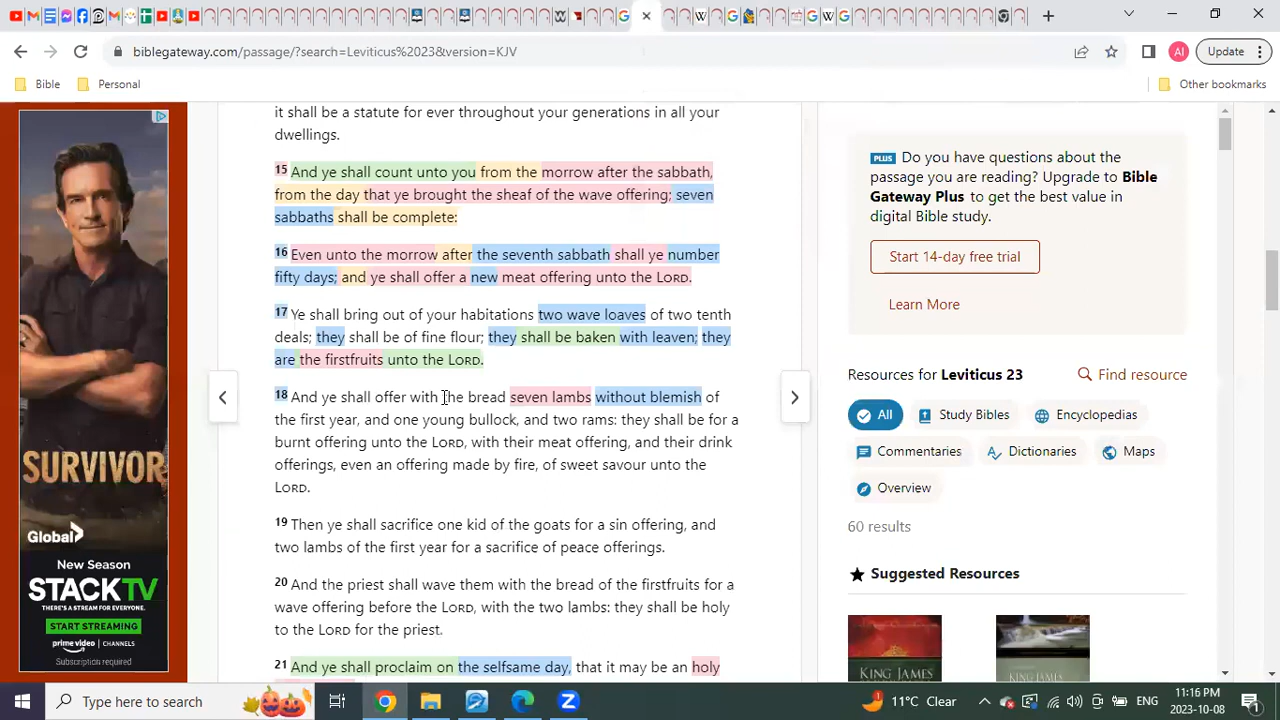 biblegateway.com/passage/?search=Leviticus%2023&version=KJV
AI
Update
Bible
Personal
Other bookmarks
it shall be a statute for ever throughout your generations in all your
dwellings.
15 And ye shall count unto you from the morrow after the sabbath,
from the day that ye brought the sheaf of the wave offering; seven
sabbaths shall be complete:
16 Even unto the morrow after the seventh sabbath shall ye number
fifty days; and ye shall offer a new meat offering unto the LORD.
17 Ye shall bring out of your habitations two wave loaves of two tenth
deals; they shall be of fine flour; they shall be baken with leaven; they
are the firstfruits unto the LORD.
18 And ye shall offer with the bread seven lambs without blemish of
the first year, and one young bullock, and two rams: they shall be for a
burnt offering unto the LORD, with their meat offering, and their drink
offerings, even an offering made by fire, of sweet savour unto the
LORD.
19 Then ye shall sacrifice one kid of the goats for a sin offering, and
two lambs of the first year for a sacrifice of peace offerings.
20 And the priest shall wave them with the bread of the firstfruits for a
wave offering before the LORD, with the two lambs: they shall be holy
to the LORD for the priest.
21 And ye shall proclaim on the selfsame day, that it may be an holy
SURVIVOR
Global
New Season
STACKTV
THERE'S A STREAM FOR EVERYONE.
START STREAMING
prime video | CHANNELS
Subscription required
PLUS Do you have questions about the
passage you are reading? Upgrade to Bible
Gateway Plus to get the best value in
digital Bible study.
Start 14-day free trial
Learn More
Resources for Leviticus 23
Find resource
All
Study Bibles
Encyclopedias
Commentaries
Dictionaries
Maps
Overview
60 results
Suggested Resources
KING JAMES
KING JAMES
Type here to search
11°C Clear
ENG
11:16 PM
2023-10-08
1